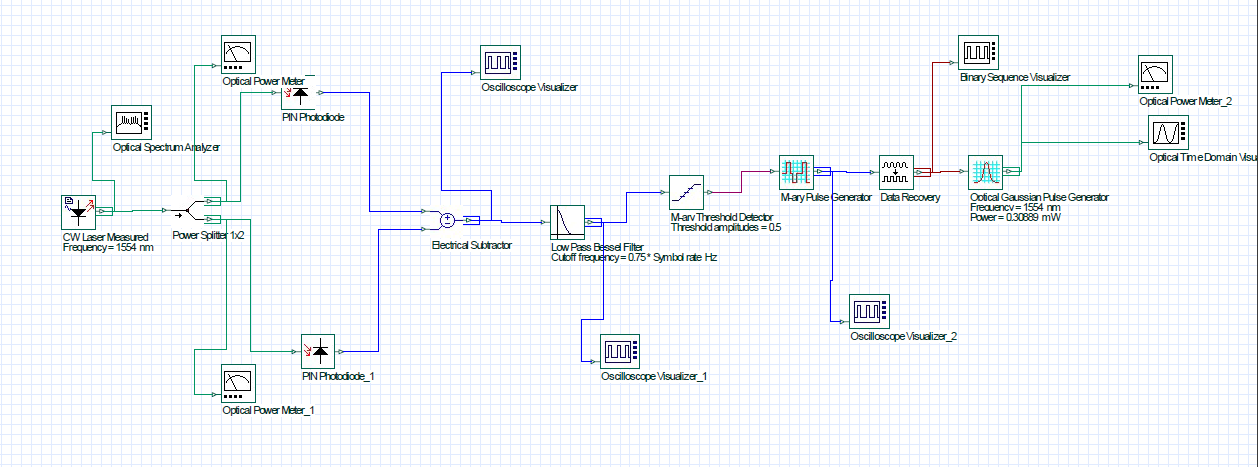 Optical Power Meter
PIN Photodiode
Optical Spectrum Analyzer
CW Laser Measured
Frequency = 1554 nm
Power Splitter 1x2
PIN Photodiode_1
Optical Power Meter_1
Oscilloscope Visualizer
Electrical Subtractor
Low Pass Bessel Filter
Cutoff frequency = 0.75 * Symbol rate Hz
Oscilloscope Visualizer_1
M-ary Threshold Detector
Threshold amplitudes = 0.5
M-ary Pulse Generator
Data Recovery
Oscilloscope Visualizer_2
Binary Sequence Visualizer
Optical Gaussian Pulse Generator
Frequency = 1554 nm
Power = 0.30889 mW
Optical Power Meter_2
Optical Time Domain Visu